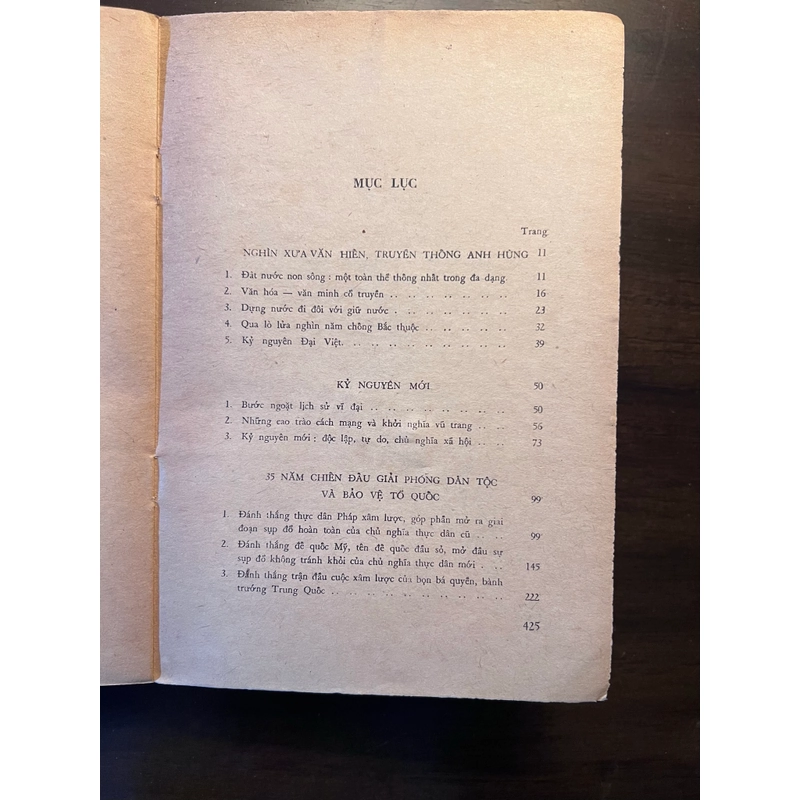 MỤC LỤC
Trang
NGHÌN XƯA VĂN HIẾN, TRUYỀN THỐNG ANH HÙNG 11
1. Đất nước non sông : một toàn thể thống nhất trong đa dạng. 11
2. Văn hóa — văn minh cổ truyền .. .. .. .. .. .. .. 16
3. Dựng nước đi đôi với giữ nước .. .. .. .. .. .. .. 23
4. Qua lò lửa nghìn năm chống Bắc thuộc .. .. .. .. .. 32
5. Kỷ nguyên Đại Việt. .. .. .. .. .. .. .. .. .. 39
KỶ NGUYÊN MỚI 50
1. Bước ngoặt lịch sử vĩ đại .. .. .. .. .. .. .. .. 50
2. Những cao trào cách mạng và khởi nghĩa vũ trang .. .. .. 56
3. Kỷ nguyên mới : độc lập, tự do, chủ nghĩa xã hội .. .. .. 73
35 NĂM CHIẾN ĐẤU GIẢI PHÓNG DÂN TỘC
VÀ BẢO VỆ TỔ QUỐC 99
1. Đánh thắng thực dân Pháp xâm lược, góp phần mở ra giai
đoạn sụp đổ hoàn toàn của chủ nghĩa thực dân cũ .. .. .. 99
2. Đánh thắng đế quốc Mỹ, tên đế quốc đầu sỏ, mở đầu sự
sụp đổ không tránh khỏi của chủ nghĩa thực dân mới . .. 145
3. Đánh thắng trận đầu cuộc xâm lược của bọn bá quyền, bành
trướng Trung Quốc .. .. .. .. .. .. .. .. .. 222
425